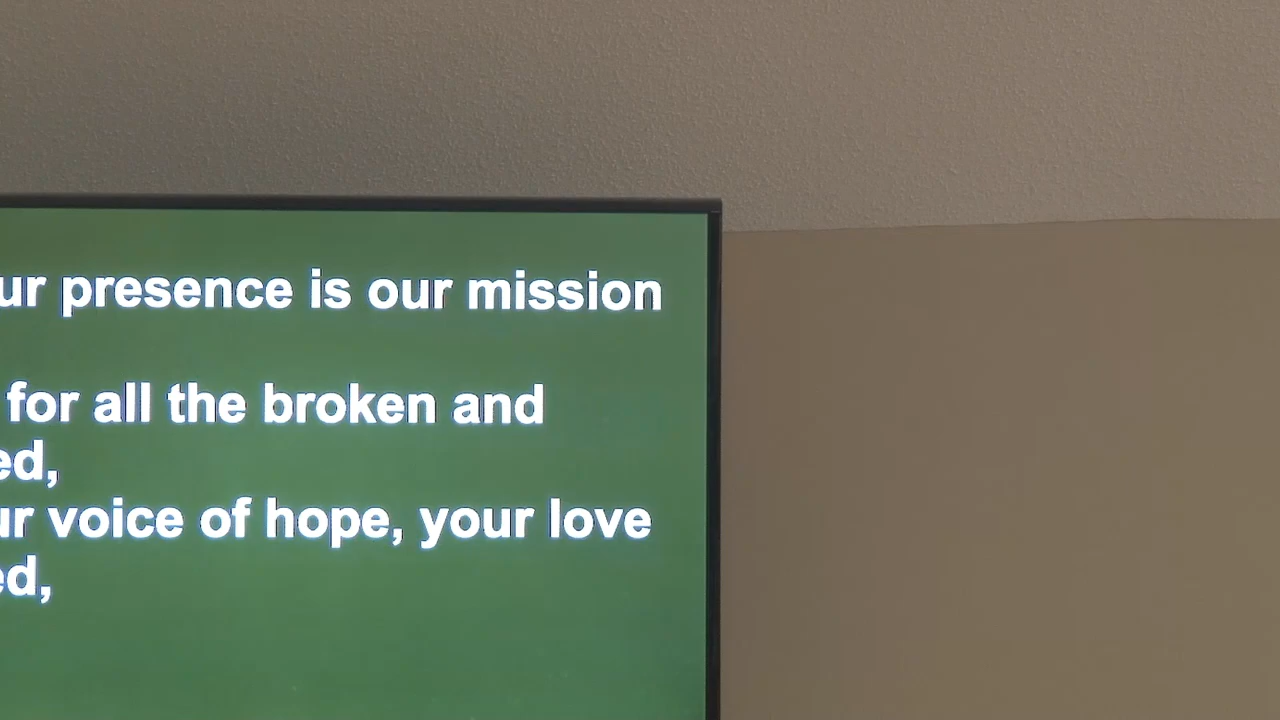 ur presence is our mission
for all the broken and
ed,
ur voice of hope, your love
ed,